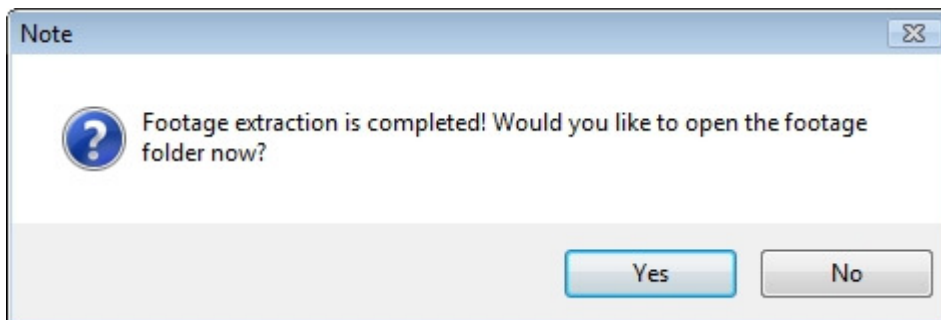 Note
Footage extraction is completed! Would you like to open the footage
folder now?
Yes
No